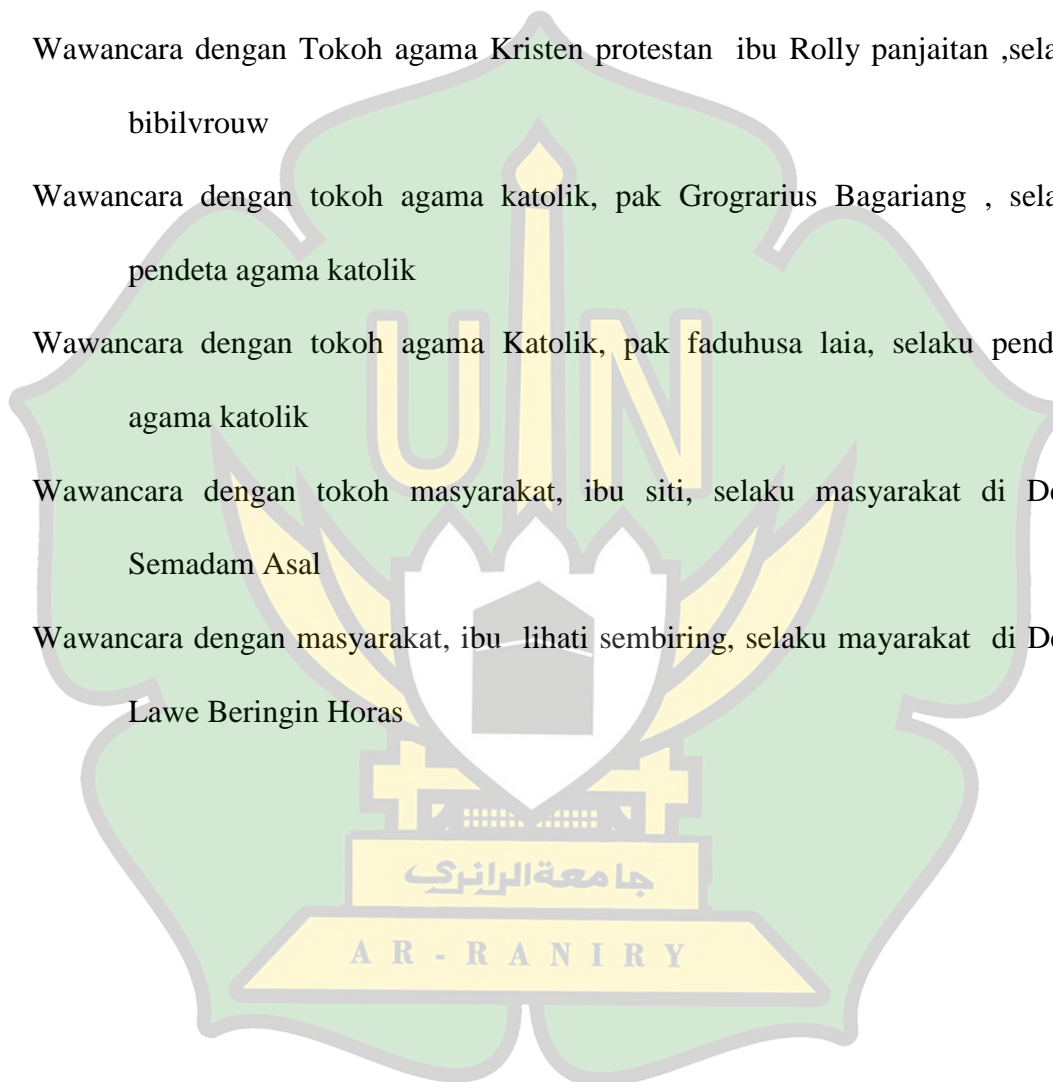 Wawancara dengan Tokoh agama Kristen protestan ibu Rolly panjaitan ,sela
bibilvrouw
Wawancara dengan tokoh agama katolik, pak Grograrius Bagariang , sela
pendeta agama katolik
Wawancara dengan tokoh agama Katolik, pak faduhusa laia, selaku pend
agama katolik
Wawancara dengan tokoh masyarakat, ibu siti, selaku masyarakat di
Semadam Asal
Wawancara dengan masyarakat, ibu lihati sembiring, selaku mayarakat di
Lawe Beringin Horas
UIN
جامعة الرانري
AR-RANIRY